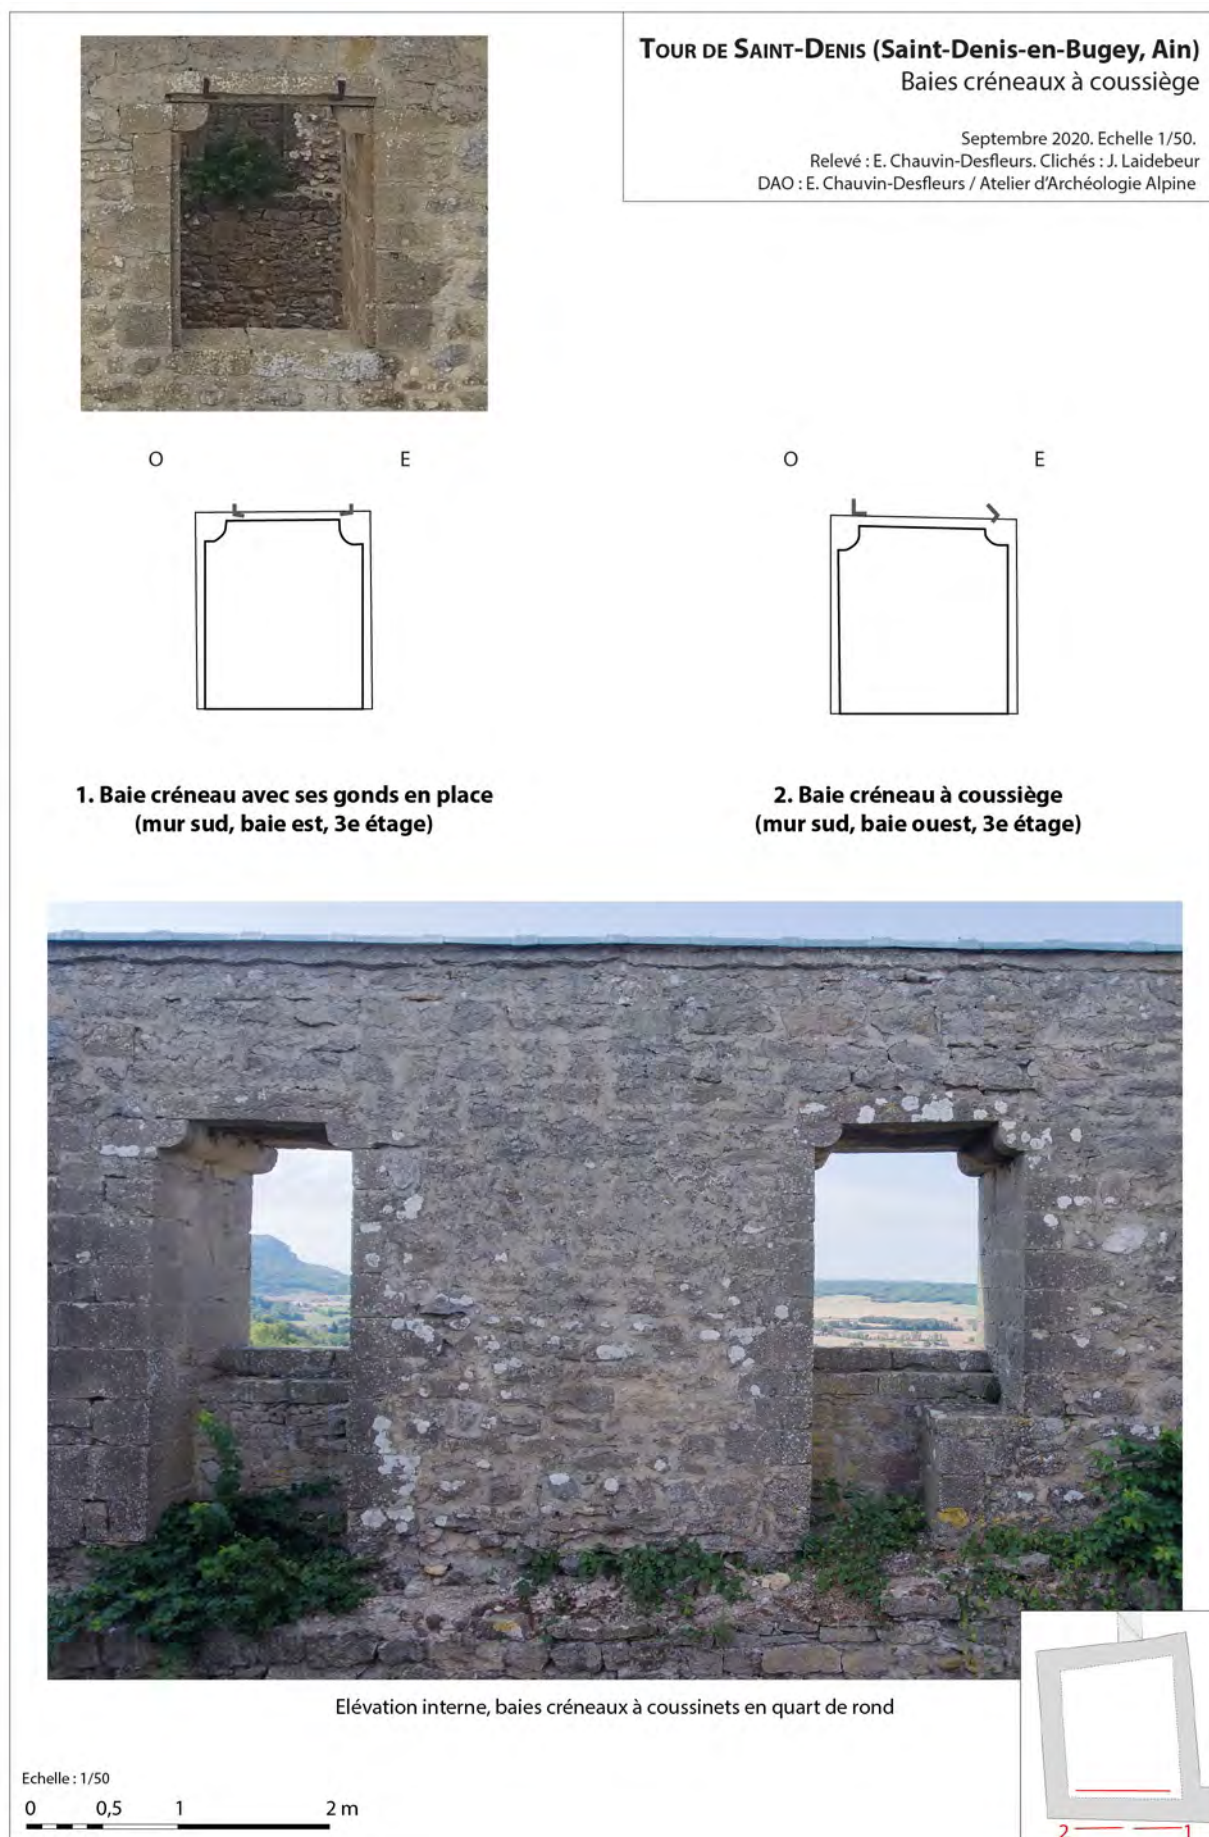 TOUR DE SAINT-DENIS (Saint-Denis-en-Bugey, Ain)
Baies créneaux à coussiège
Septembre 2020. Echelle 1/50.
Relevé : E. Chauvin-Desfleurs. Clichés : J. Laidebeur
DAO : E. Chauvin-Desfleurs / Atelier d'Archéologie Alpine
O E
O E
1. Baie créneau avec ses gonds en place
(mur sud, baie est, 3e étage)
2. Baie créneau à coussiège
(mur sud, baie ouest, 3e étage)
Elévation interne, baies créneaux à coussinets en quart de rond
Echelle : 1/50
0 0,5 1 2 m
2 1